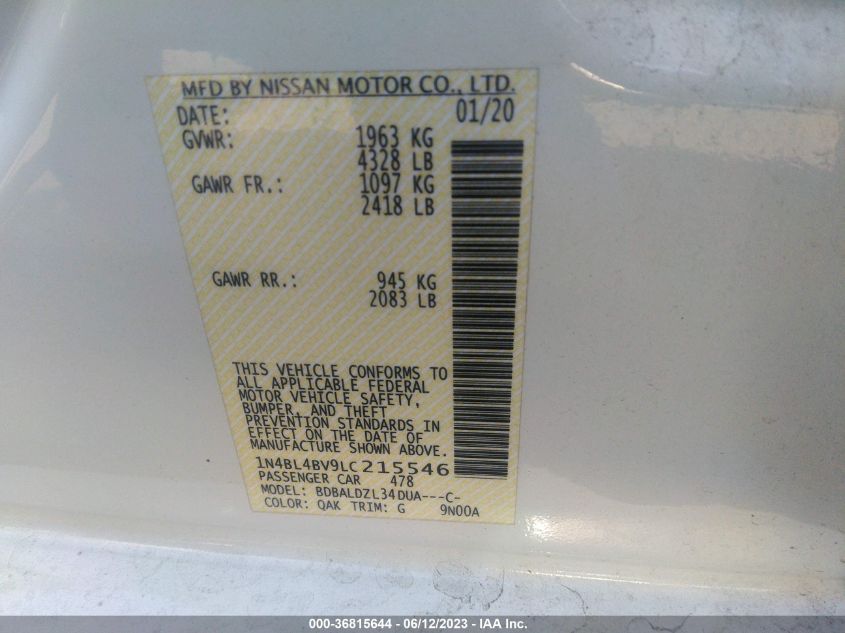 MFD BY NISSAN MOTOR CO., LTD.
DATE: 01/20
GVWR: 1963 KG
4328 LB
GAWR FR.: 1097 KG
2418 LB
GAWR RR.: 945 KG
2083 LB
THIS VEHICLE CONFORMS TO
ALL APPLICABLE FEDERAL
MOTOR VEHICLE SAFETY,
BUMPER, AND THEFT
PREVENTION STANDARDS IN
EFFECT ON THE DATE OF
MANUFACTURE SHOWN ABOVE.
1N4BL4BV9LC215546
PASSENGER CAR 478
MODEL: BDBALDZL34DUA---C-
COLOR: QAK TRIM: G 9N00A
000-36815644 - 06/12/2023 - IAA Inc.